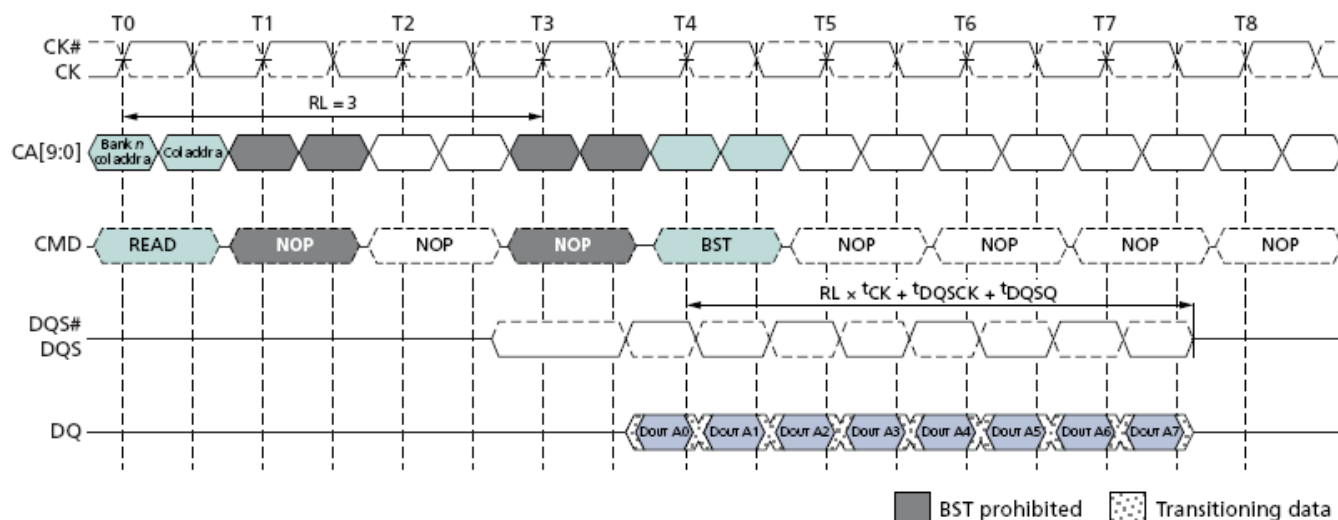 T0 T1 T2 T3 T4 T5 T6 T7 T8
CK#
CK
RL = 3
CA[9:0] Bank n col addr a Col addr a
CMD READ NOP NOP NOP BST NOP NOP NOP NOP
RL × tCK + tDQSCK + tDQSQ
DQS#
DQS
DQ DOUT A0 DOUT A1 DOUT A2 DOUT A3 DOUT A4 DOUT A5 DOUT A6 DOUT A7
BST prohibited Transitioning data